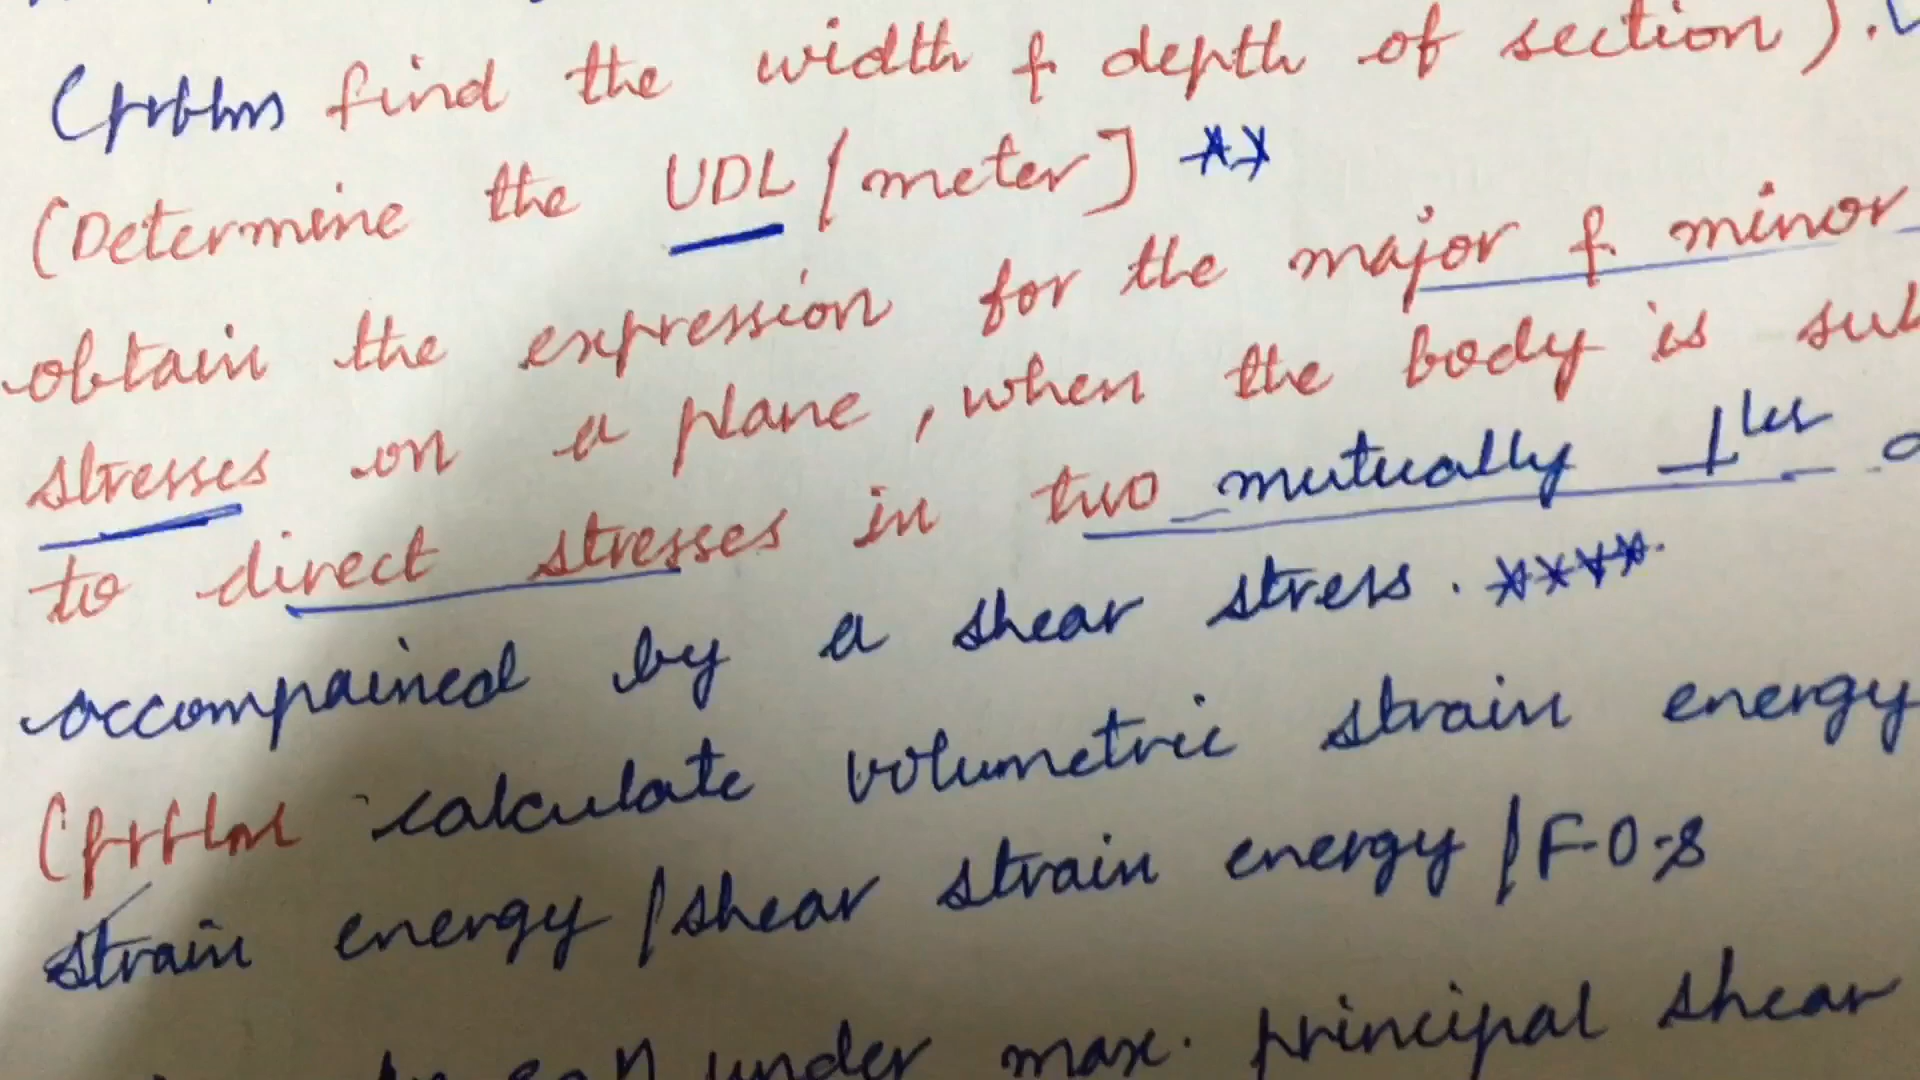 (prblms find the width & depth of section).
(Determine the UDL / meter] **
obtain the expression for the major & minor
stresses on a plane, when the body is sub
to direct stresses in two mutually ⊥ler
accompained by a shear stress. ****
(prblm calculate volumetric strain energy
strain energy / shear strain energy / F.O.S
under max. principal shear